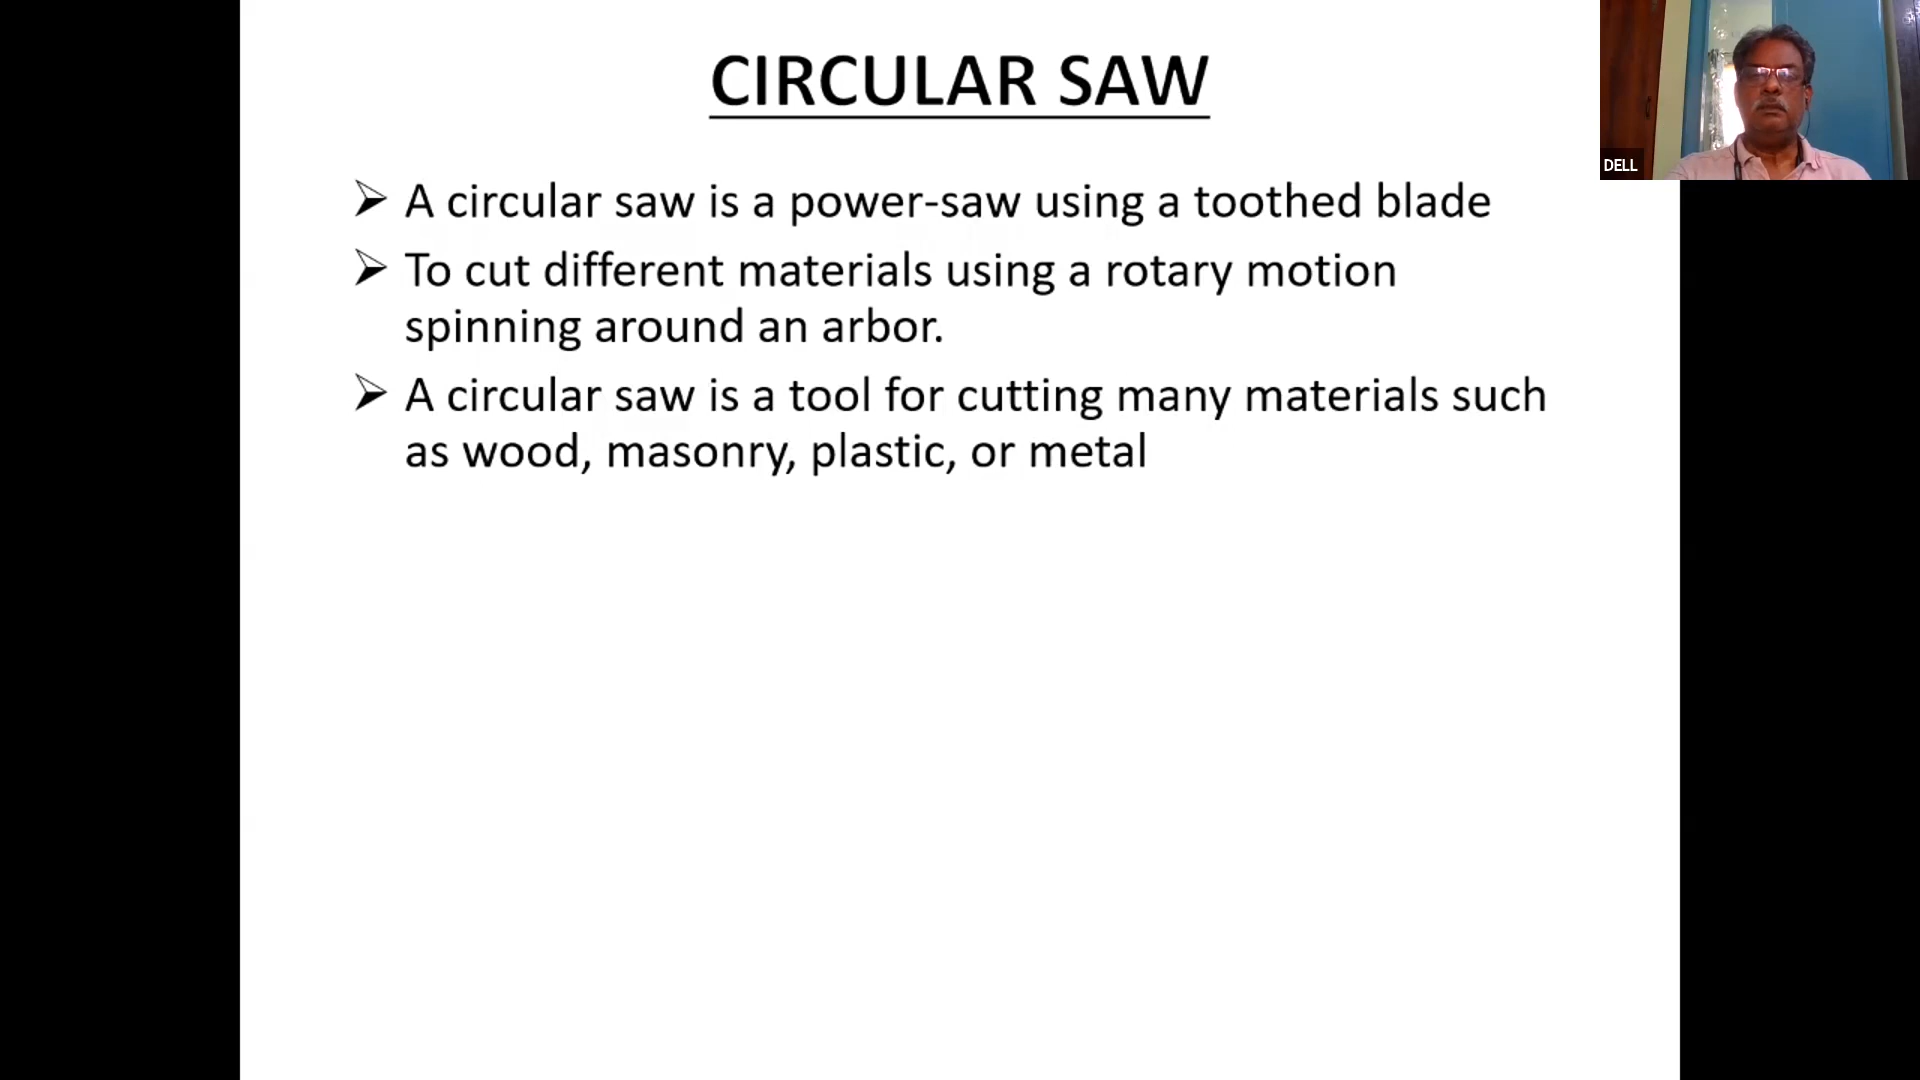 CIRCULAR SAW
DELL
➢ A circular saw is a power-saw using a toothed blade
➢ To cut different materials using a rotary motion
spinning around an arbor.
➢ A circular saw is a tool for cutting many materials such
as wood, masonry, plastic, or metal